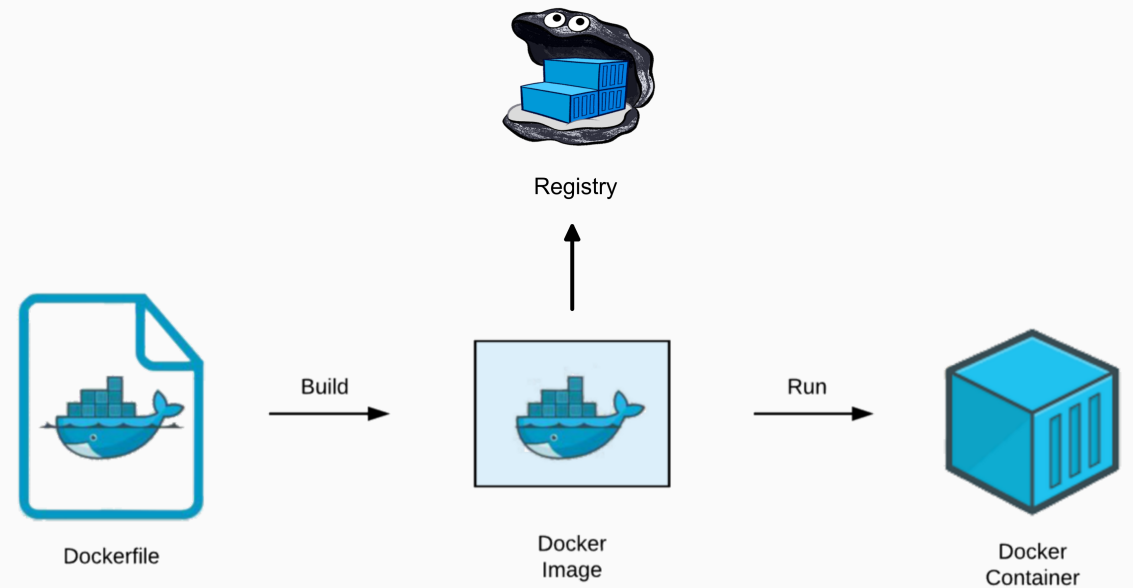 Registry
Build
Run
Dockerfile
Docker
Image
Docker
Container